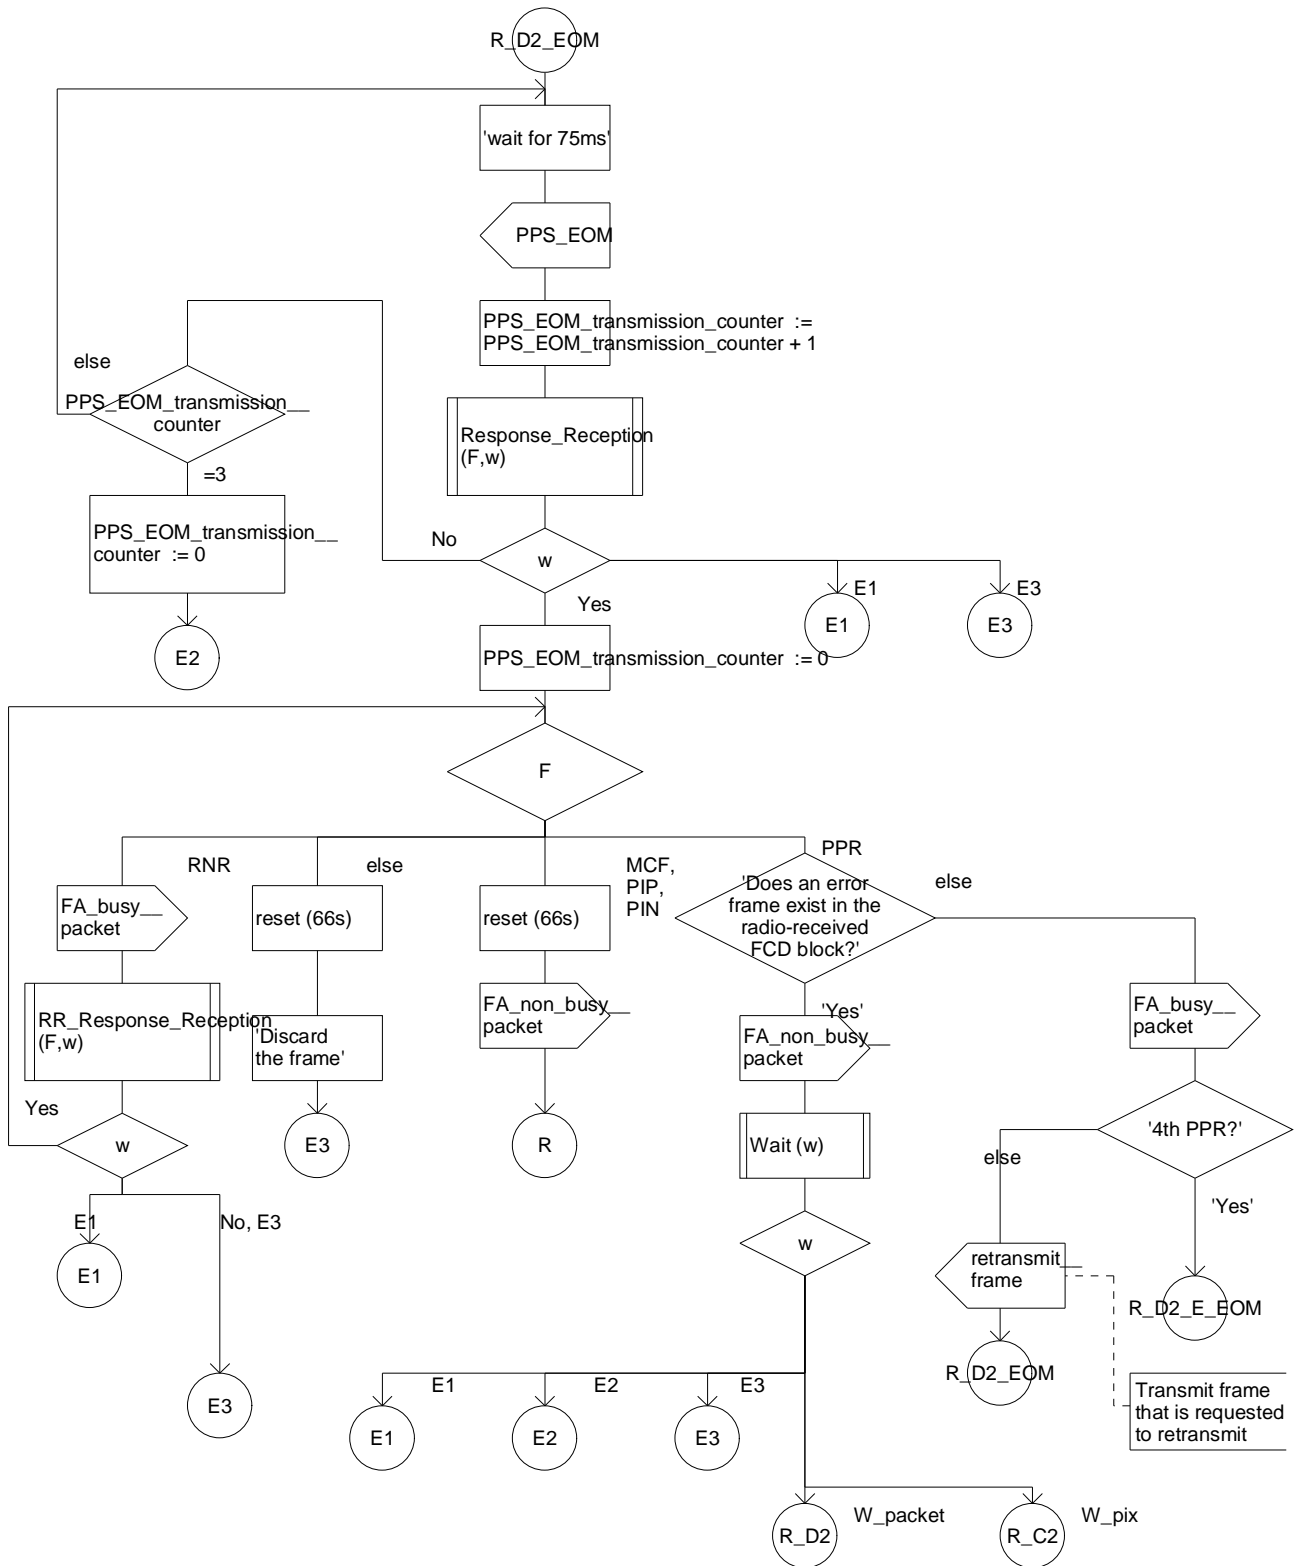 R_D2_EOM
'wait for 75ms'
PPS_EOM
PPS_EOM_transmission_counter :=
PPS_EOM_transmission_counter + 1
else
PPS_EOM_transmission__
counter
=3
Response_Reception
(F,w)
PPS_EOM_transmission__
counter := 0
No
w
Yes
E1
E3
E1
E3
E2
PPS_EOM_transmission_counter := 0
F
RNR
else
MCF,
PIP,
PIN
PPR
'Does an error
frame exist in the
radio-received
FCD block?'
else
FA_busy__
packet
reset (66s)
reset (66s)
'Yes'
FA_non_busy__
packet
FA_non_busy__
packet
FA_busy__
packet
RR_Response_Reception
(F,w)
'Discard
the frame'
Yes
w
E3
R
Wait (w)
'4th PPR?'
else
'Yes'
E1
No, E3
w
E1
retransmit__
frame
R_D2_E_EOM
R_D2_EOM
E3
E1
E2
E3
E1
E2
E3
Transmit frame
that is requested
to retransmit
W_packet
W_pix
R_D2
R_C2